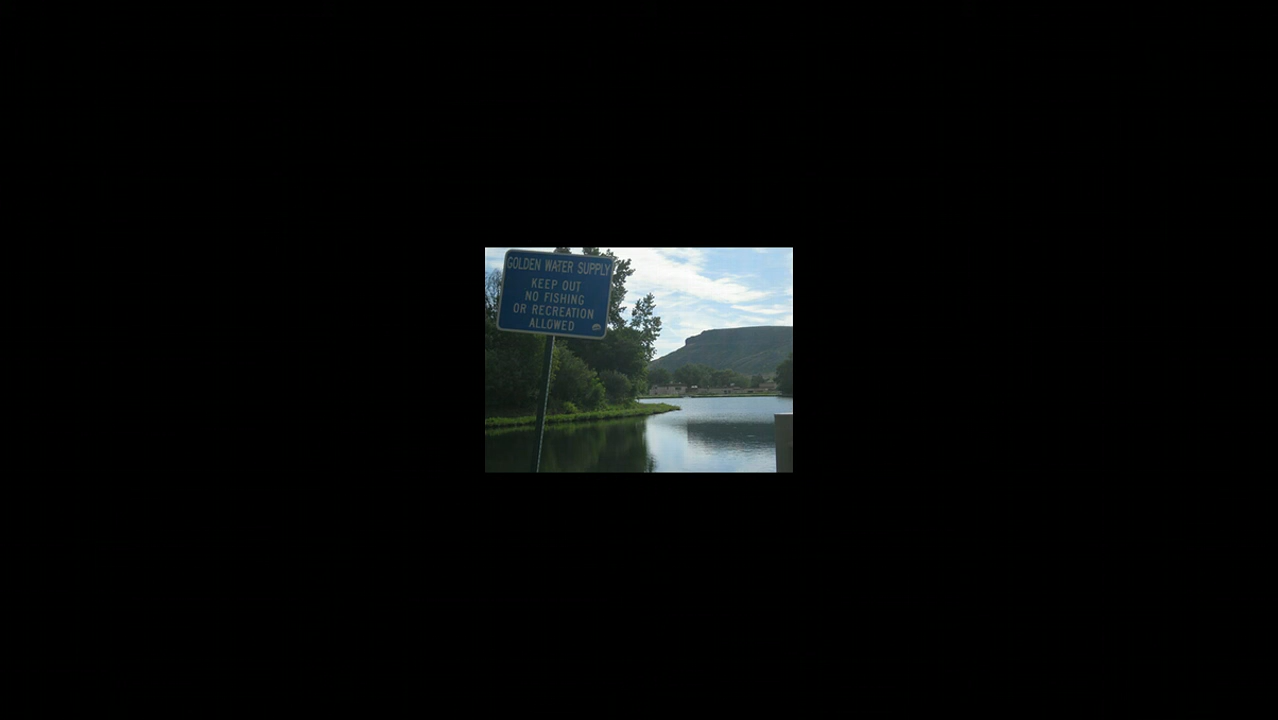 GOLDEN WATER SUPPLY
KEEP OUT
NO FISHING
OR RECREATION
ALLOWED